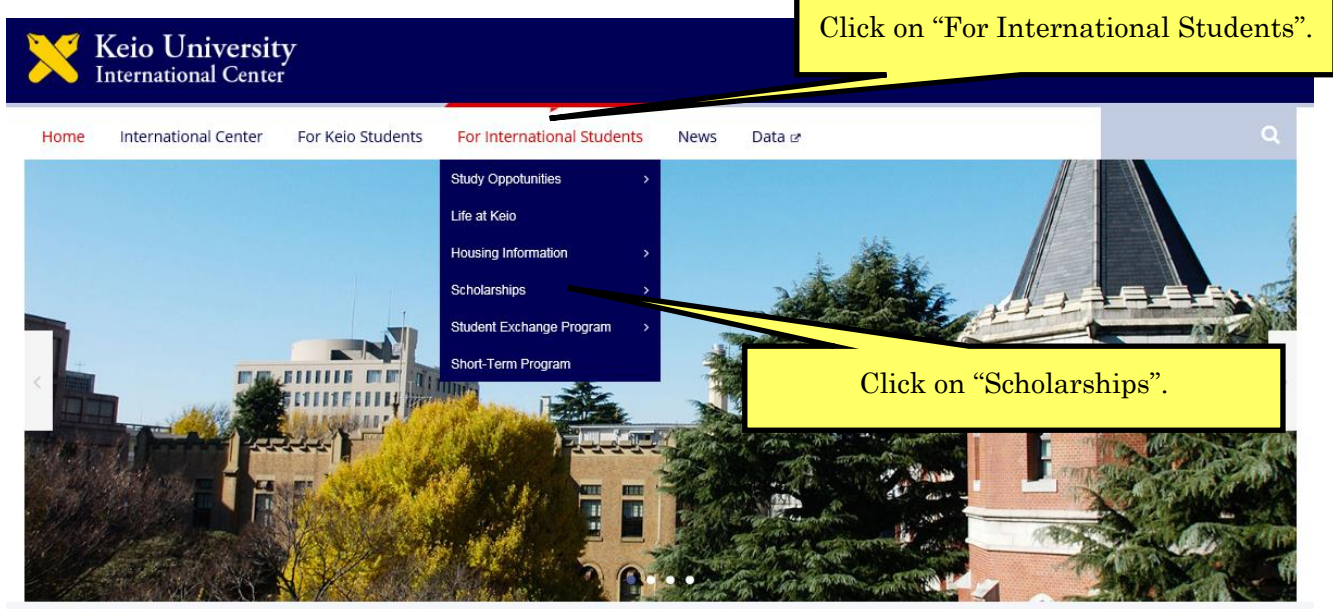 Click on “For International Students”.
Keio University
International Center
Home International Center For Keio Students For International Students News Data
Study Oppotunities
Life at Keio
Housing Information
Scholarships
Student Exchange Program
Short-Term Program
Click on “Scholarships”.